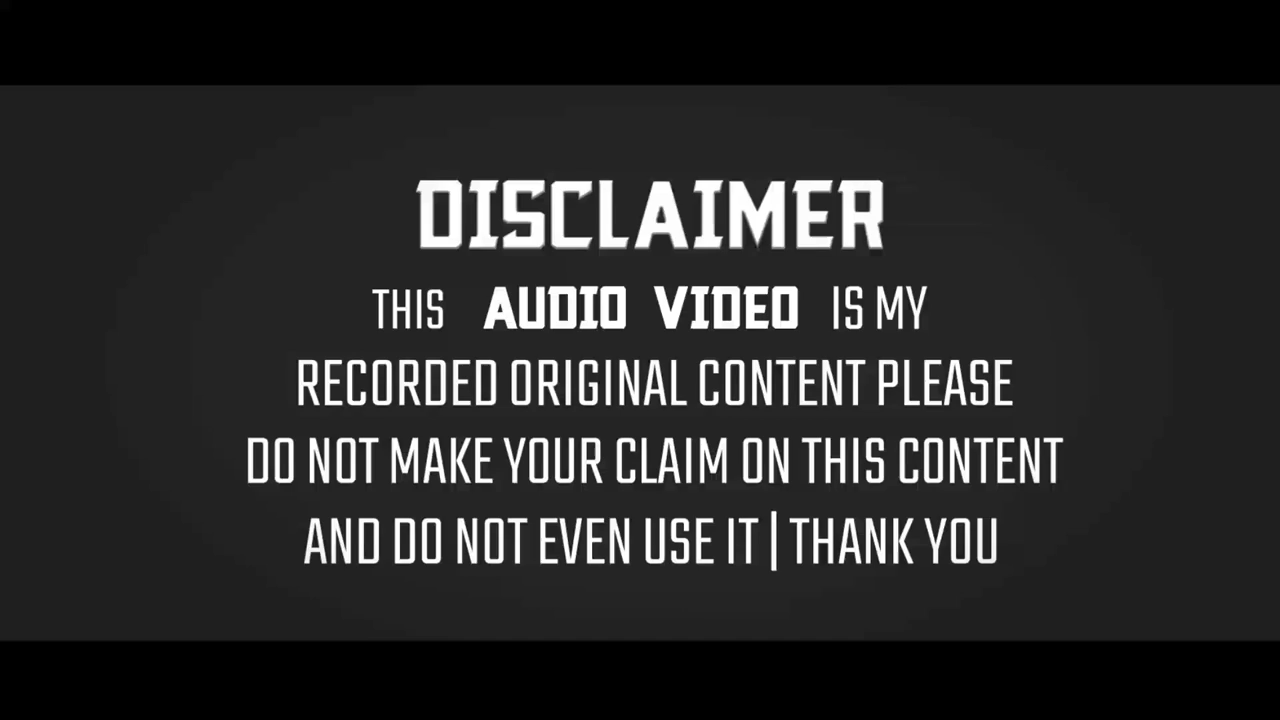 DISCLAIMER
THIS AUDIO VIDEO IS MY
RECORDED ORIGINAL CONTENT PLEASE
DO NOT MAKE YOUR CLAIM ON THIS CONTENT
AND DO NOT EVEN USE IT | THANK YOU